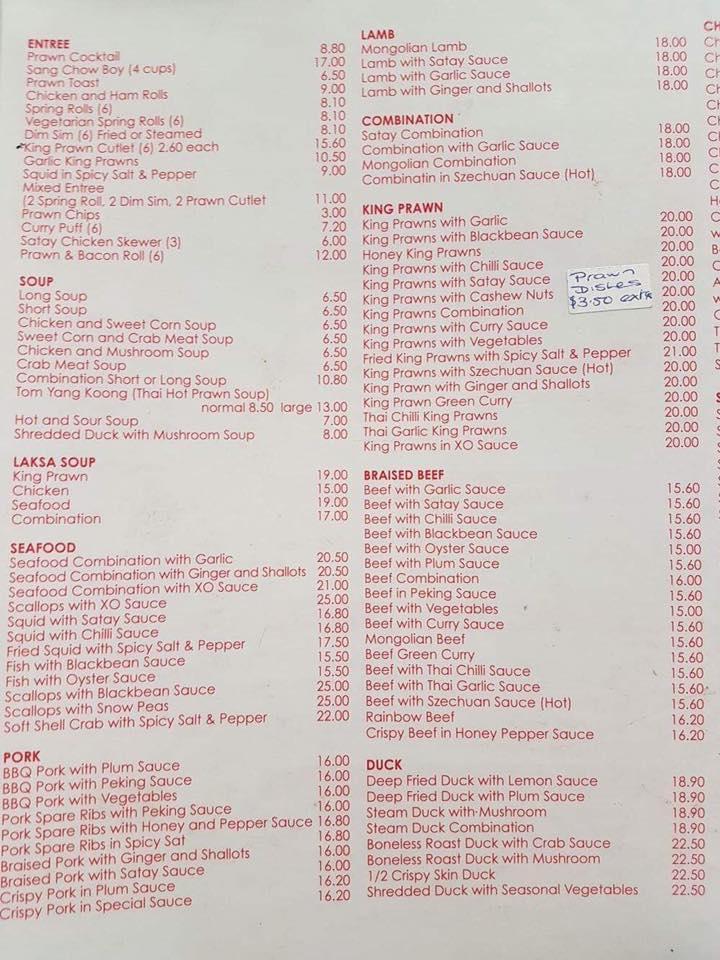 ENTREE
Prawn Cocktail 8.80
Sang Chow Boy (4 cups) 17.00
Prawn Toast 6.50
Chicken and Ham Rolls 9.00
Spring Rolls (6) 8.10
Vegetarian Spring Rolls (6) 8.10
Dim Sim (6) Fried or Steamed 8.10
King Prawn Cutlet (6) 2.60 each 15.60
Garlic King Prawns 10.50
Squid in Spicy Salt & Pepper 9.00
Mixed Entree
(2 Spring Roll, 2 Dim Sim, 2 Prawn Cutlet 11.00
Prawn Chips 3.00
Curry Puff (6) 7.20
Satay Chicken Skewer (3) 6.00
Prawn & Bacon Roll (6) 12.00
SOUP
Long Soup 6.50
Short Soup 6.50
Chicken and Sweet Corn Soup 6.50
Sweet Corn and Crab Meat Soup 6.50
Chicken and Mushroom Soup 6.50
Crab Meat Soup 6.50
Combination Short or Long Soup 10.80
Tom Yang Koong (Thai Hot Prawn Soup)
normal 8.50 large 13.00
Hot and Sour Soup 7.00
Shredded Duck with Mushroom Soup 8.00
LAKSA SOUP
King Prawn 19.00
Chicken 15.00
Seafood 19.00
Combination 17.00
SEAFOOD
Seafood Combination with Garlic 20.50
Seafood Combination with Ginger and Shallots 20.50
Seafood Combination with XO Sauce 21.00
Scallops with XO Sauce 25.00
Squid with Satay Sauce 16.80
Squid with Chilli Sauce 16.80
Fried Squid with Spicy Salt & Pepper 17.50
Fish with Blackbean Sauce 15.50
Fish with Oyster Sauce 15.50
Scallops with Blackbean Sauce 25.00
Scallops with Snow Peas 25.00
Soft Shell Crab with Spicy Salt & Pepper 22.00
PORK
BBQ Pork with Plum Sauce 16.00
BBQ Pork with Peking Sauce 16.00
BBQ Pork with Vegetables 16.00
Pork Spare Ribs with Peking Sauce 16.00
Pork Spare Ribs with Honey and Pepper Sauce 16.80
Pork Spare Ribs in Spicy Sat 16.80
Braised Pork with Ginger and Shallots 16.00
Braised Pork with Satay Sauce 16.00
Crispy Pork in Plum Sauce 16.20
Crispy Pork in Special Sauce 16.20
LAMB
Mongolian Lamb 18.00
Lamb with Satay Sauce 18.00
Lamb with Garlic Sauce 18.00
Lamb with Ginger and Shallots 18.00
COMBINATION
Satay Combination 18.00
Combination with Garlic Sauce 18.00
Mongolian Combination 18.00
Combinatin in Szechuan Sauce (Hot) 18.00
KING PRAWN
King Prawns with Garlic 20.00
King Prawns with Blackbean Sauce 20.00
Honey King Prawns 20.00
King Prawns with Chilli Sauce 20.00
King Prawns with Satay Sauce 20.00
King Prawns with Cashew Nuts 20.00
King Prawns Combination 20.00
King Prawns with Curry Sauce 20.00
King Prawns with Vegetables 20.00
Fried King Prawns with Spicy Salt & Pepper 21.00
King Prawns with Szechuan Sauce (Hot) 20.00
King Prawn with Ginger and Shallots 20.00
King Prawn Green Curry 20.00
Thai Chilli King Prawns 20.00
Thai Garlic King Prawns 20.00
King Prawns in XO Sauce 20.00
Prawn
Dishes
$3.50 extra
BRAISED BEEF
Beef with Garlic Sauce 15.60
Beef with Satay Sauce 15.60
Beef with Chilli Sauce 15.60
Beef with Blackbean Sauce 15.60
Beef with Oyster Sauce 15.00
Beef with Plum Sauce 15.60
Beef Combination 16.00
Beef in Peking Sauce 15.60
Beef with Vegetables 15.00
Beef with Curry Sauce 15.60
Mongolian Beef 15.60
Beef Green Curry 15.60
Beef with Thai Chilli Sauce 15.60
Beef with Thai Garlic Sauce 15.60
Beef with Szechuan Sauce (Hot) 15.60
Rainbow Beef 16.20
Crispy Beef in Honey Pepper Sauce 16.20
DUCK
Deep Fried Duck with Lemon Sauce 18.90
Deep Fried Duck with Plum Sauce 18.90
Steam Duck with Mushroom 18.90
Steam Duck Combination 18.90
Boneless Roast Duck with Crab Sauce 22.50
Boneless Roast Duck with Mushroom 22.50
1/2 Crispy Skin Duck 22.50
Shredded Duck with Seasonal Vegetables 22.50